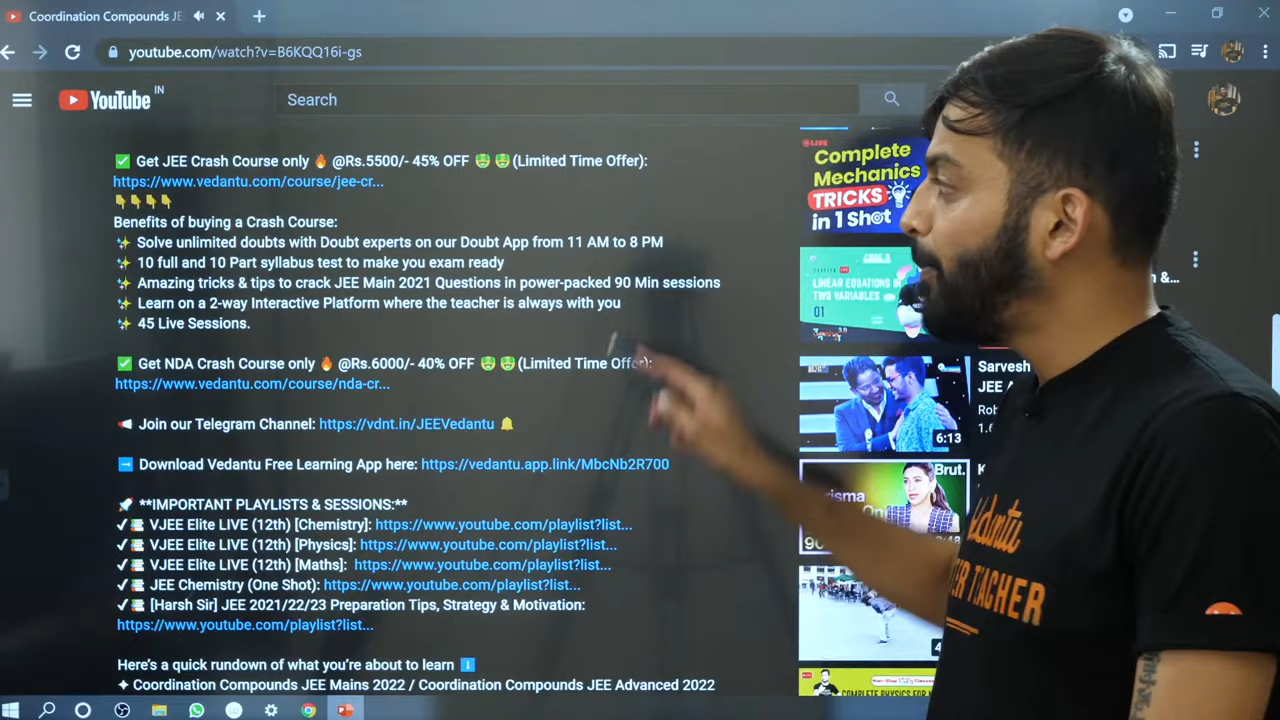 Coordination Compounds J
youtube.com/watch?v=B6KQQ16i-gs
YouTube IN
Search
Get JEE Crash Course only 🔥 @Rs.5500/- 45% OFF 🤑 🤑 (Limited Time Offer):
https://www.vedantu.com/course/jee-cr...
Benefits of buying a Crash Course:
Solve unlimited doubts with Doubt experts on our Doubt App from 11 AM to 8 PM
10 full and 10 Part syllabus test to make you exam ready
Amazing tricks & tips to crack JEE Main 2021 Questions in power-packed 90 Min sessions
Learn on a 2-way Interactive Platform where the teacher is always with you
45 Live Sessions.
Get NDA Crash Course only 🔥 @Rs.6000/- 40% OFF 🤑 🤑 (Limited Time Offer):
https://www.vedantu.com/course/nda-cr...
Join our Telegram Channel: https://vdnt.in/JEEVedantu
Download Vedantu Free Learning App here: https://vedantu.app.link/MbcNb2R700
**IMPORTANT PLAYLISTS & SESSIONS:**
VJEE Elite LIVE (12th) [Chemistry]: https://www.youtube.com/playlist?list...
VJEE Elite LIVE (12th) [Physics]: https://www.youtube.com/playlist?list...
VJEE Elite LIVE (12th) [Maths]: https://www.youtube.com/playlist?list...
JEE Chemistry (One Shot): https://www.youtube.com/playlist?list...
[Harsh Sir] JEE 2021/22/23 Preparation Tips, Strategy & Motivation:
https://www.youtube.com/playlist?list...
Here's a quick rundown of what you're about to learn
Coordination Compounds JEE Mains 2022 / Coordination Compounds JEE Advanced 2022
LIVE
Complete
Mechanics
TRICKS
in 1 Shot
LINEAR EQUATIONS IN
TWO VARIABLES
01
&...
6:13
Sarvesh
JEE
Brut.